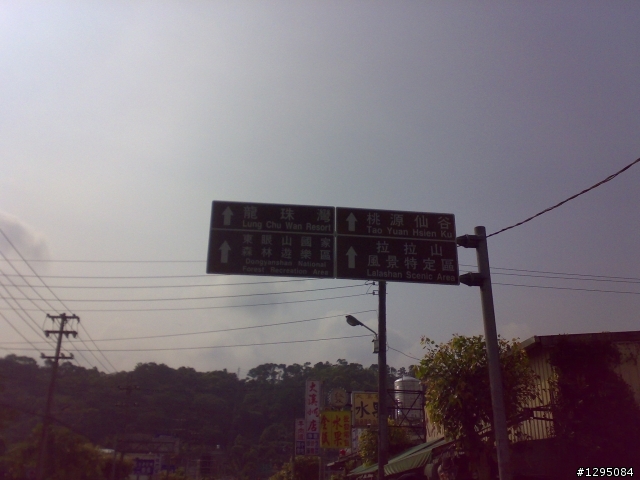 龍珠灣
Long Chu Wan Resort
東眼山國家
森林遊樂區
Dongyanshan National
Forest Recreation Area
桃源仙谷
Tao Yuan Hsien Ku
拉拉山
風景特定區
Lalashan Scenic Area
水
#1295084